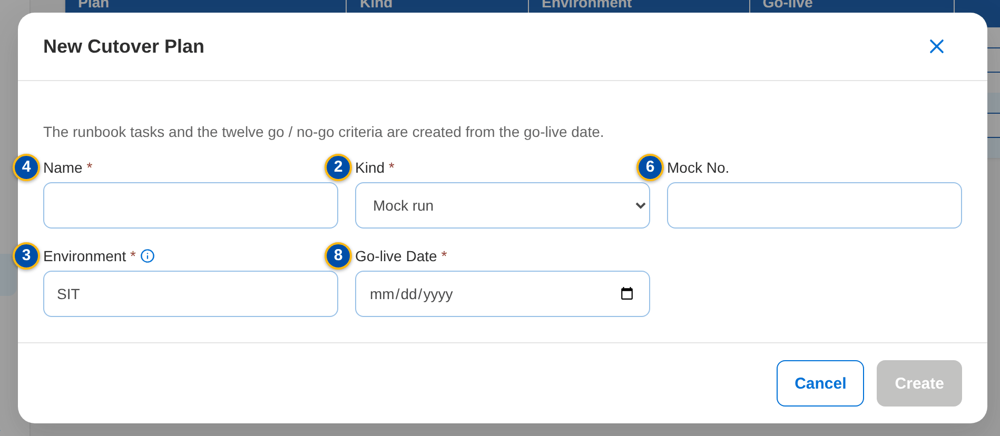 Plan Kind Environment Go-live
New Cutover Plan
The runbook tasks and the twelve go / no-go criteria are created from the go-live date.
4 Name * 2 Kind * 6 Mock No.
Mock run
3 Environment * 8 Go-live Date *
SIT mm/dd/yyyy
Cancel Create